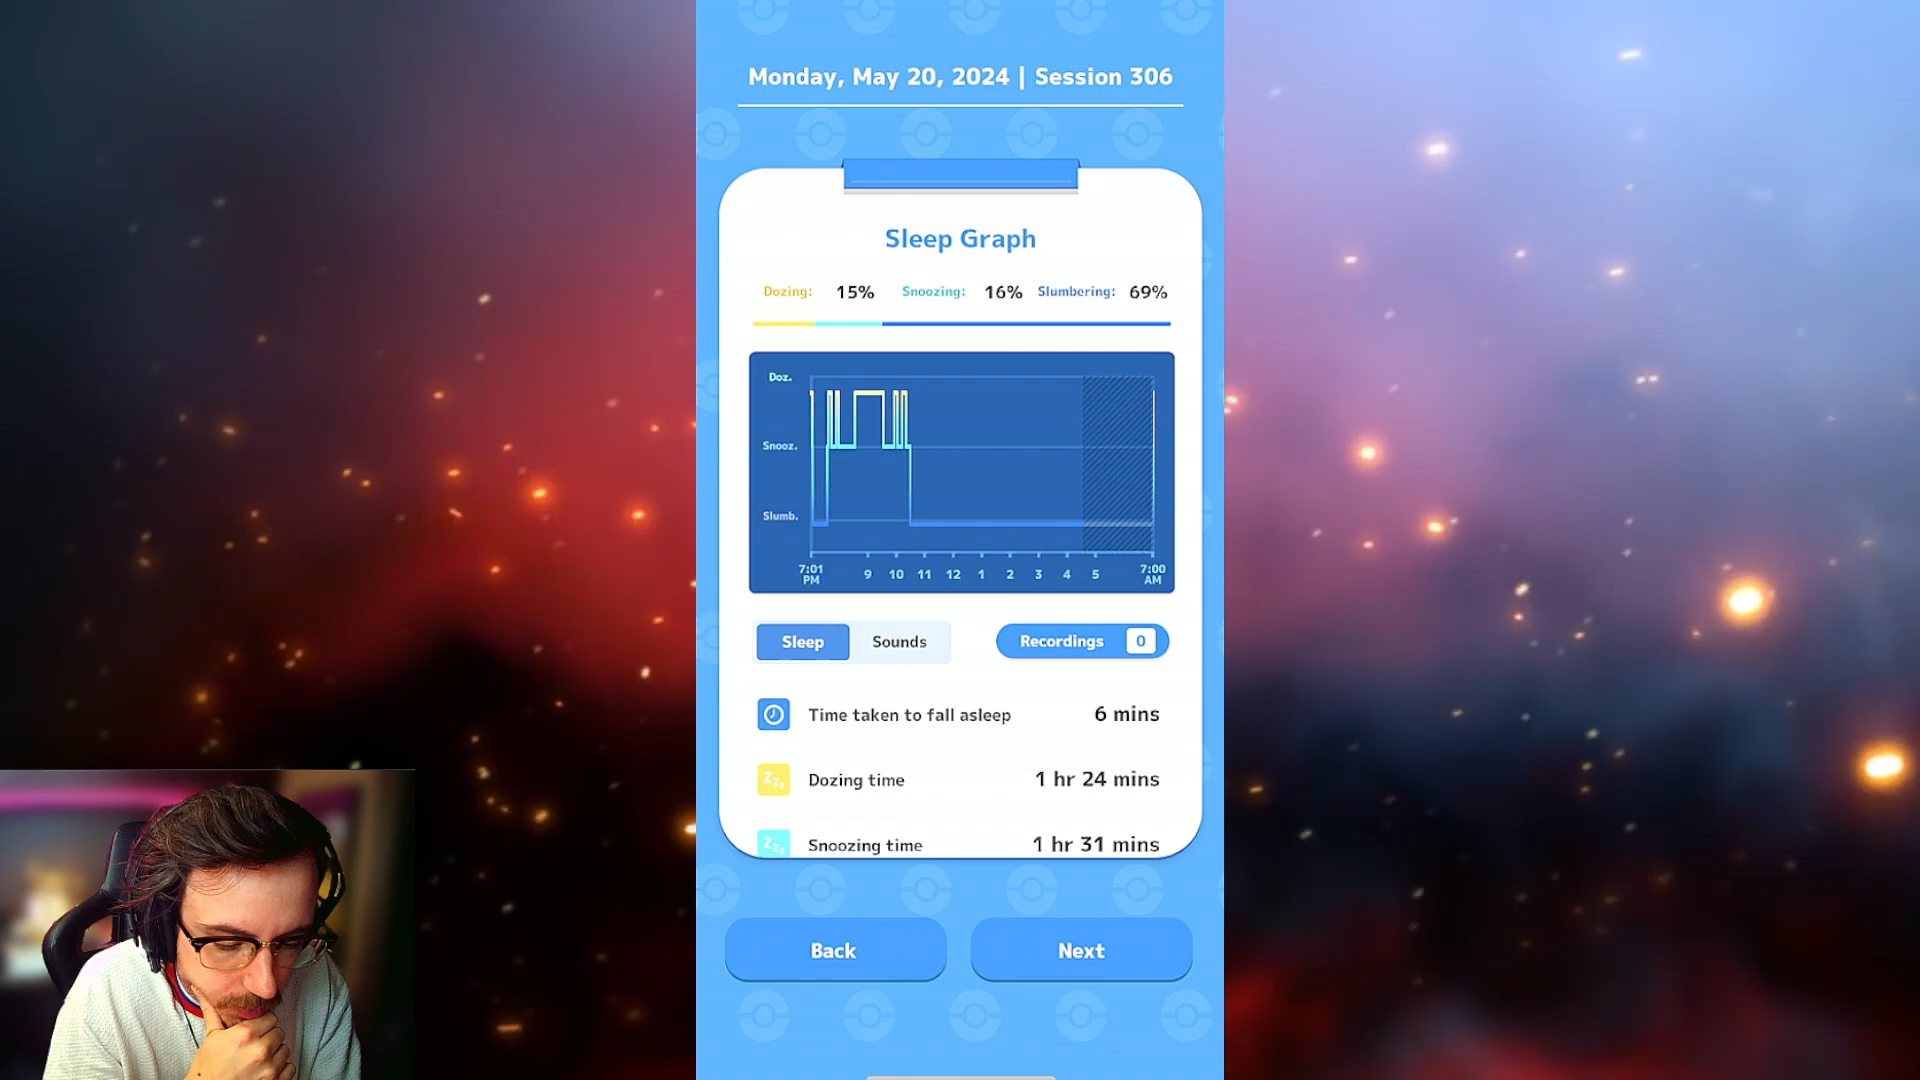 Monday, May 20, 2024 | Session 306
Sleep Graph
Dozing: 15% Snoozing: 16% Slumbering: 69%
Doz.
Snooz.
Slumb.
7:01 PM 9 10 11 12 1 2 3 4 5 7:00 AM
Sleep Sounds Recordings 0
Time taken to fall asleep 6 mins
Zzz Dozing time 1 hr 24 mins
Zzz Snoozing time 1 hr 31 mins
Back Next